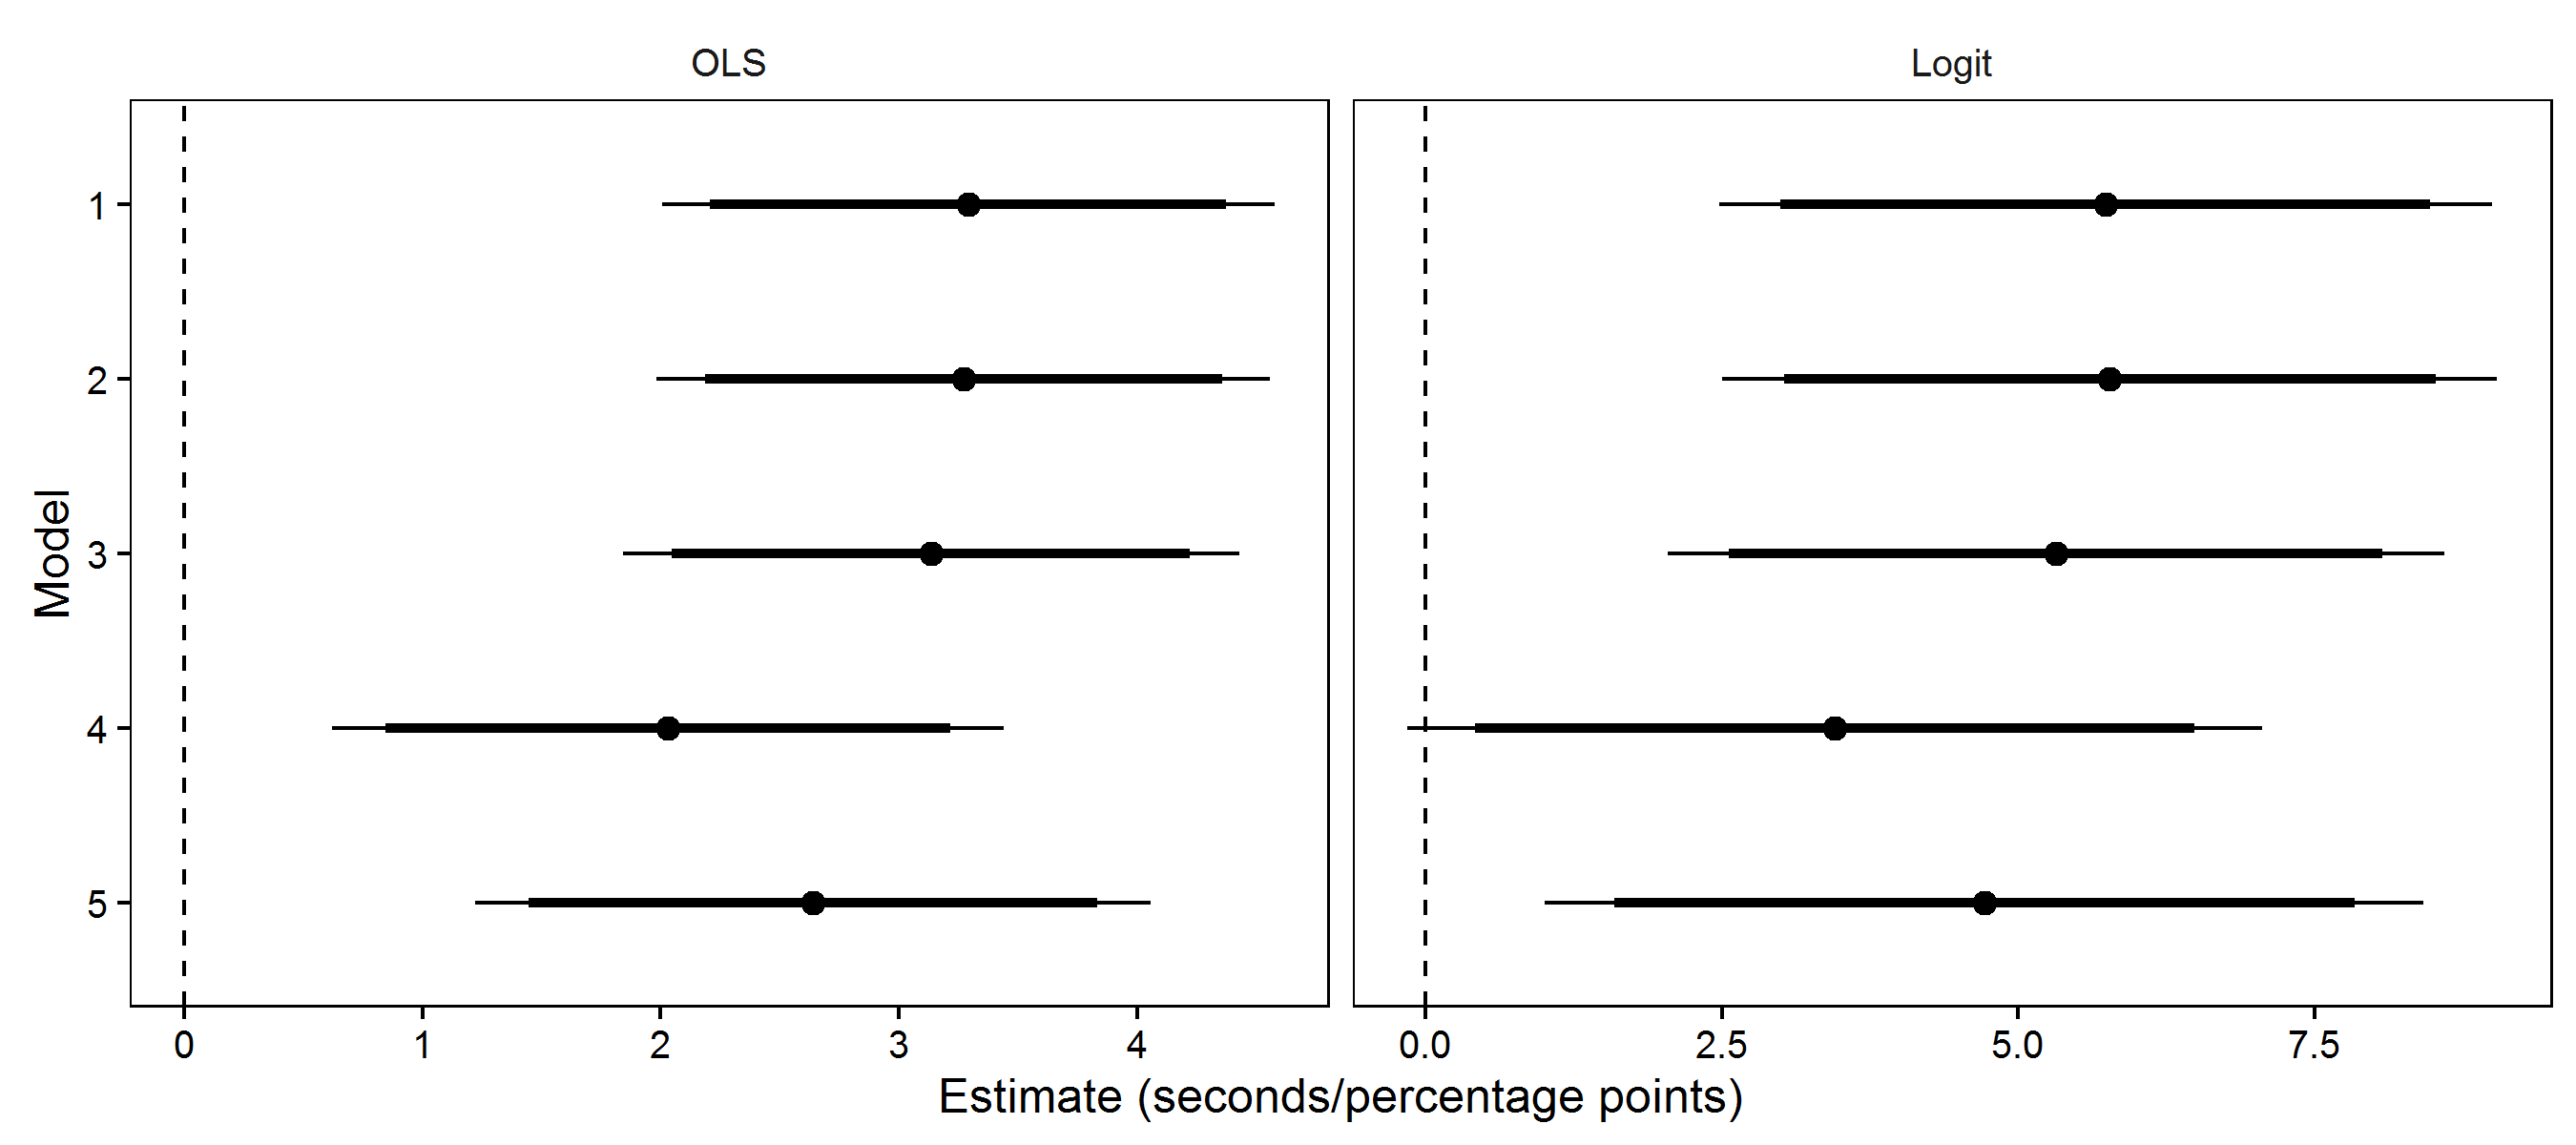 OLS
Logit
Model
1
2
3
4
5
0 1 2 3 4
0.0 2.5 5.0 7.5
Estimate (seconds/percentage points)